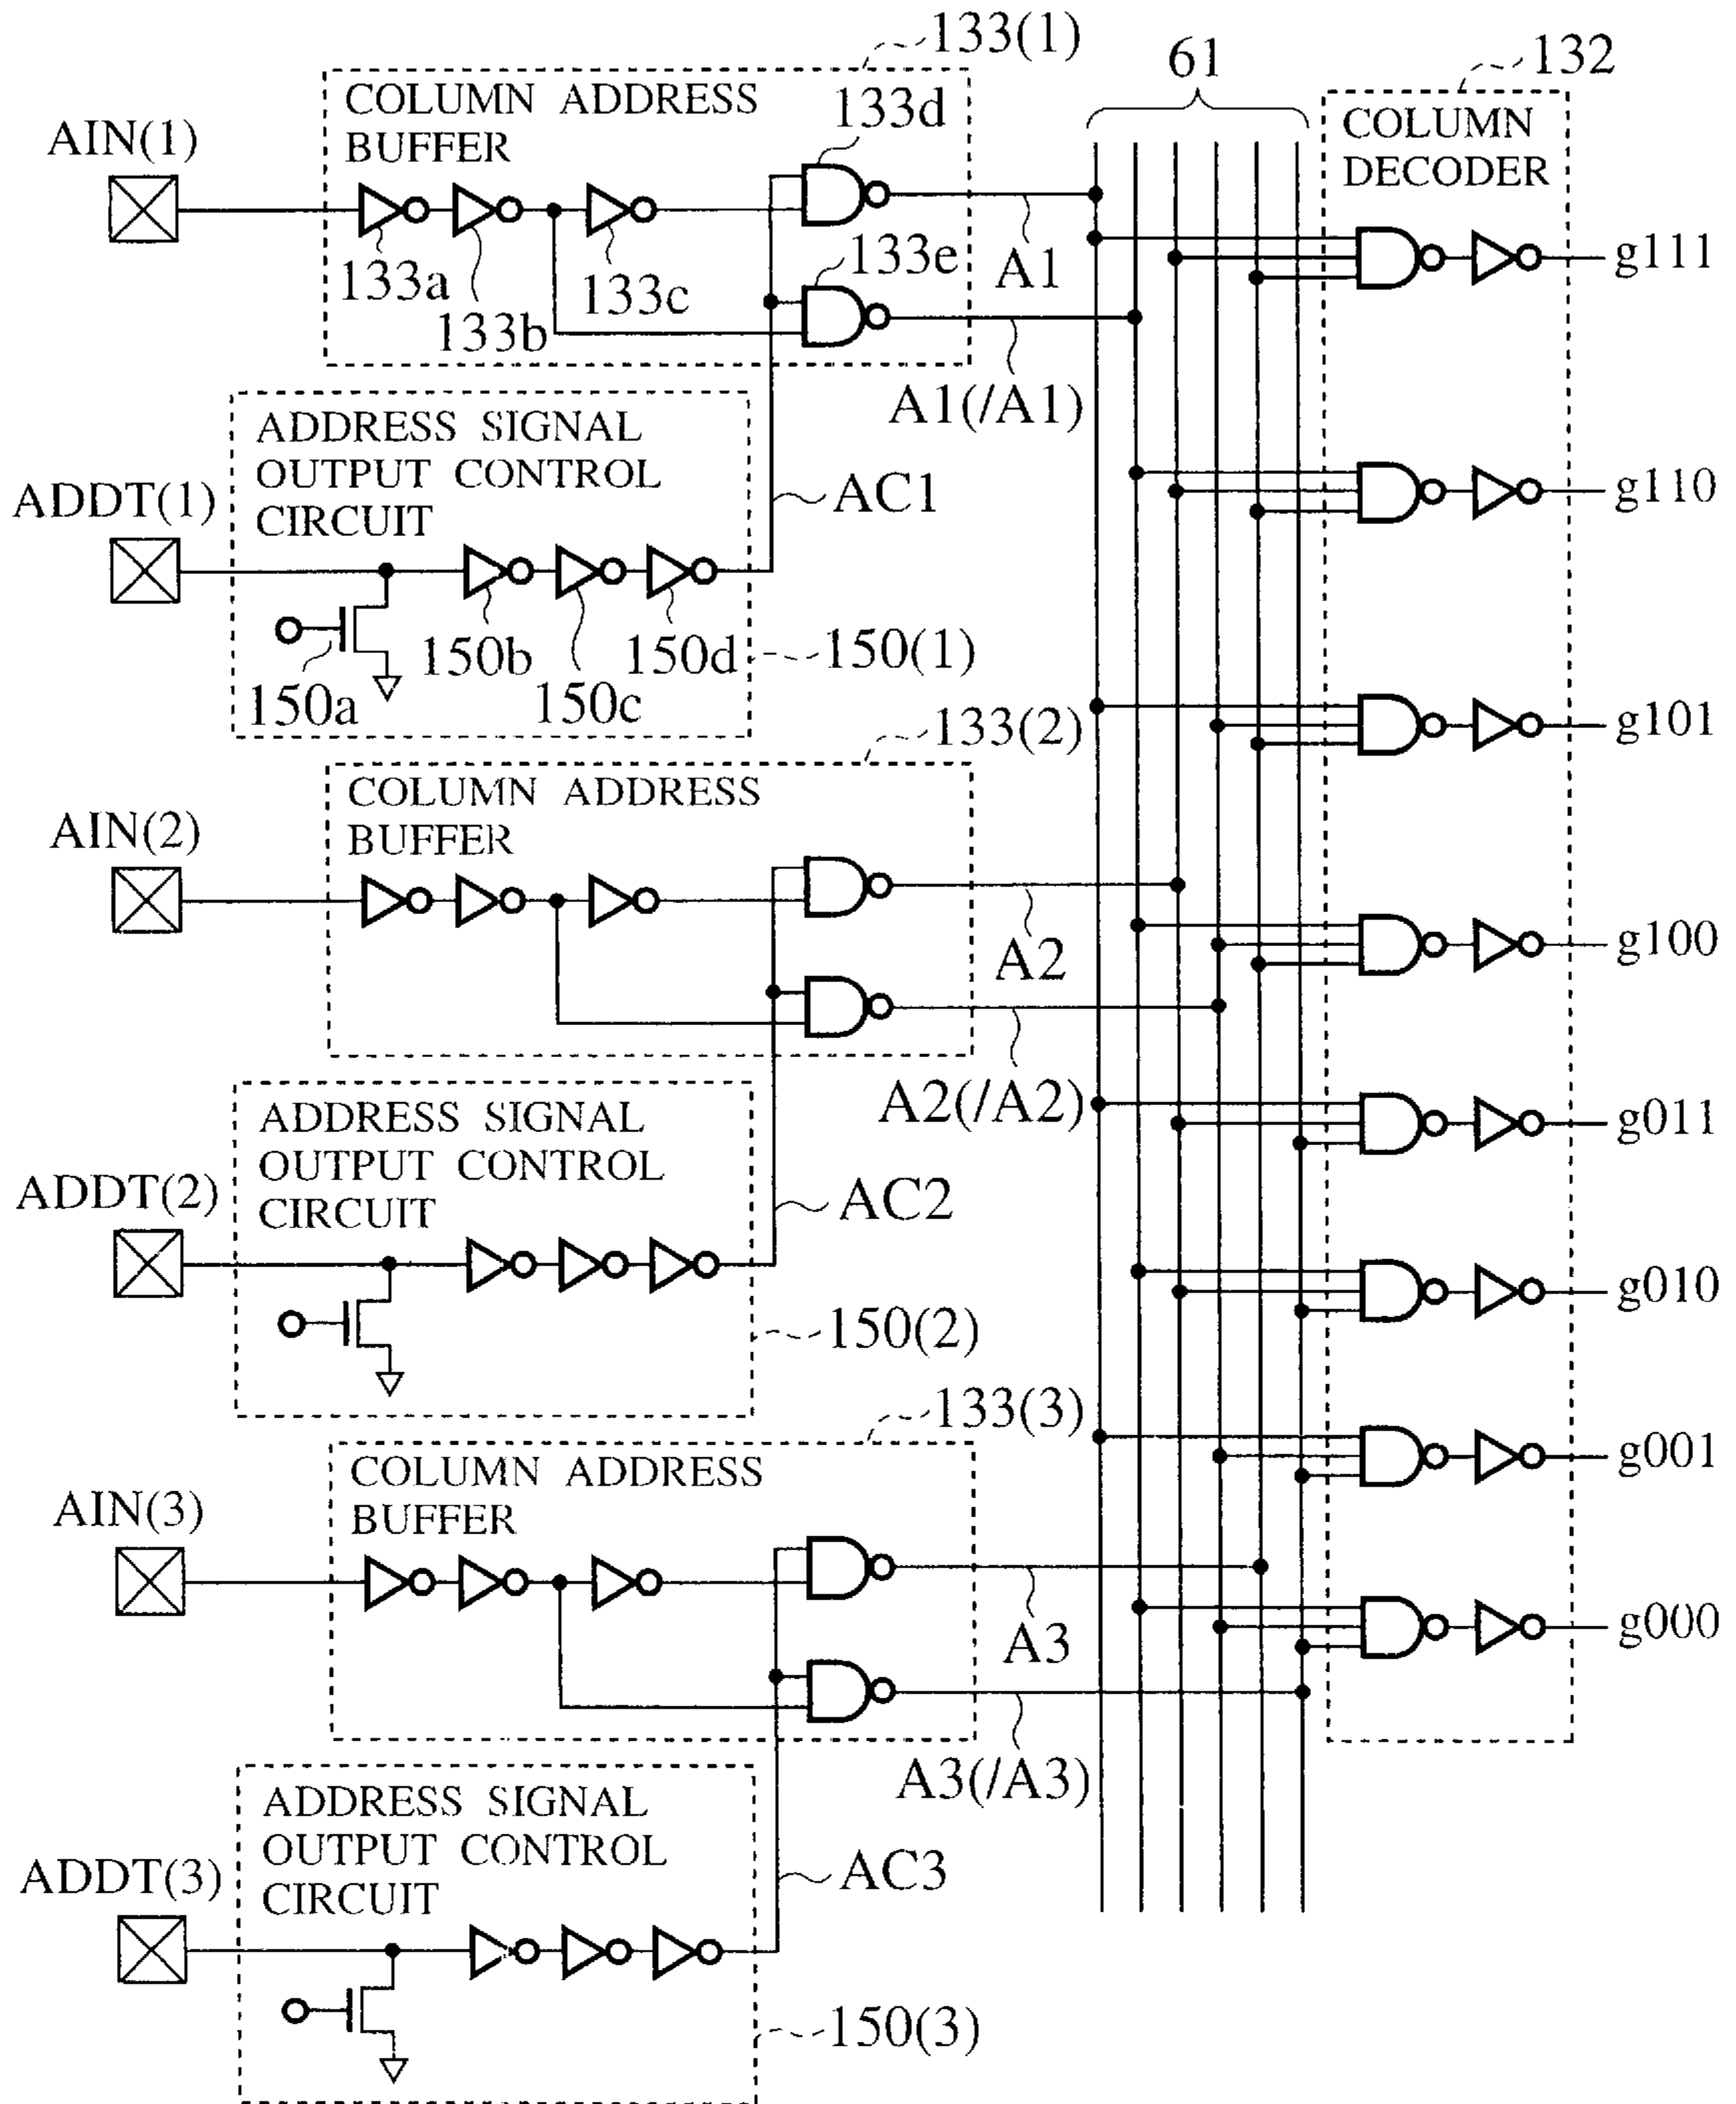 133(1)
61
132
COLUMN ADDRESS
BUFFER
133d
COLUMN
DECODER
AIN(1)
133a
133b
133c
133e
A1
g111
A1(/A1)
ADDRESS SIGNAL
OUTPUT CONTROL
CIRCUIT
ADDT(1)
AC1
g110
150a
150b
150c
150d
150(1)
g101
133(2)
COLUMN ADDRESS
BUFFER
AIN(2)
A2
g100
A2(/A2)
ADDRESS SIGNAL
OUTPUT CONTROL
CIRCUIT
ADDT(2)
AC2
g011
150(2)
g010
133(3)
COLUMN ADDRESS
BUFFER
AIN(3)
g001
A3
g000
A3(/A3)
ADDRESS SIGNAL
OUTPUT CONTROL
CIRCUIT
ADDT(3)
AC3
150(3)